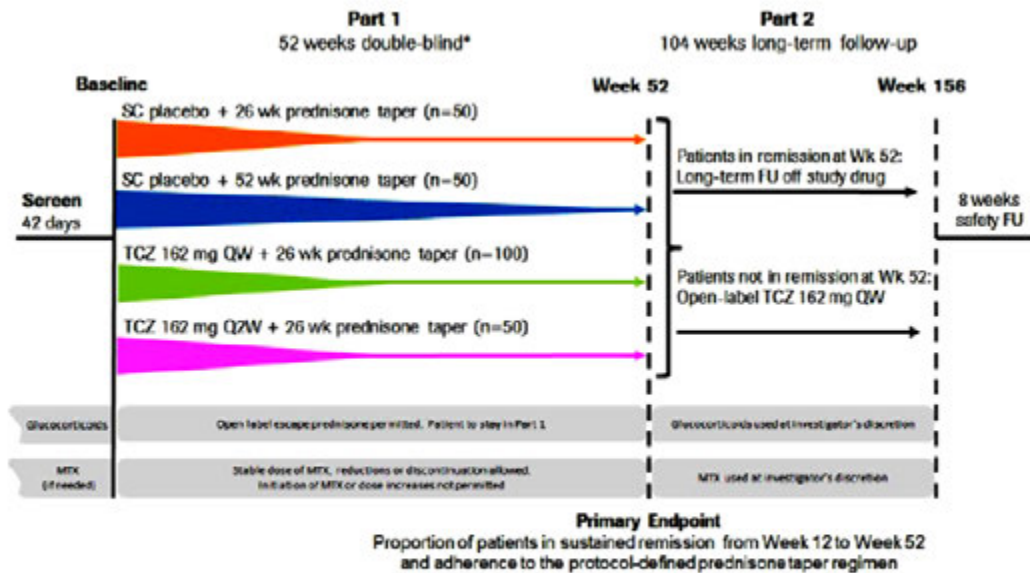 Part 1
52 weeks double-blind*
Part 2
104 weeks long-term follow-up
Baseline
Week 52
Week 156
SC placebo + 26 wk prednisone taper (n=50)
SC placebo + 52 wk prednisone taper (n=50)
TCZ 162 mg QW + 26 wk prednisone taper (n=100)
TCZ 162 mg Q2W + 26 wk prednisone taper (n=50)
Screen
42 days
Patients in remission at Wk 52:
Long-term FU off study drug
Patients not in remission at Wk 52:
Open-label TCZ 162 mg QW
8 weeks
safety FU
Glucocorticoids
Open label escape prednisone permitted. Patient to stay in Part 1
Glucocorticoids used at investigator's discretion
MTX
(if needed)
Stable dose of MTX, reductions or discontinuation allowed.
Initiation of MTX or dose increases not permitted
MTX used at investigator's discretion
Primary Endpoint
Proportion of patients in sustained remission from Week 12 to Week 52
and adherence to the protocol-defined prednisone taper regimen